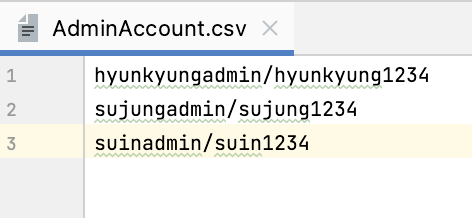 AdminAccount.csv
1 hyunkyungadmin/hyunkyung1234
2 sujungadmin/sujung1234
3 suinadmin/suin1234